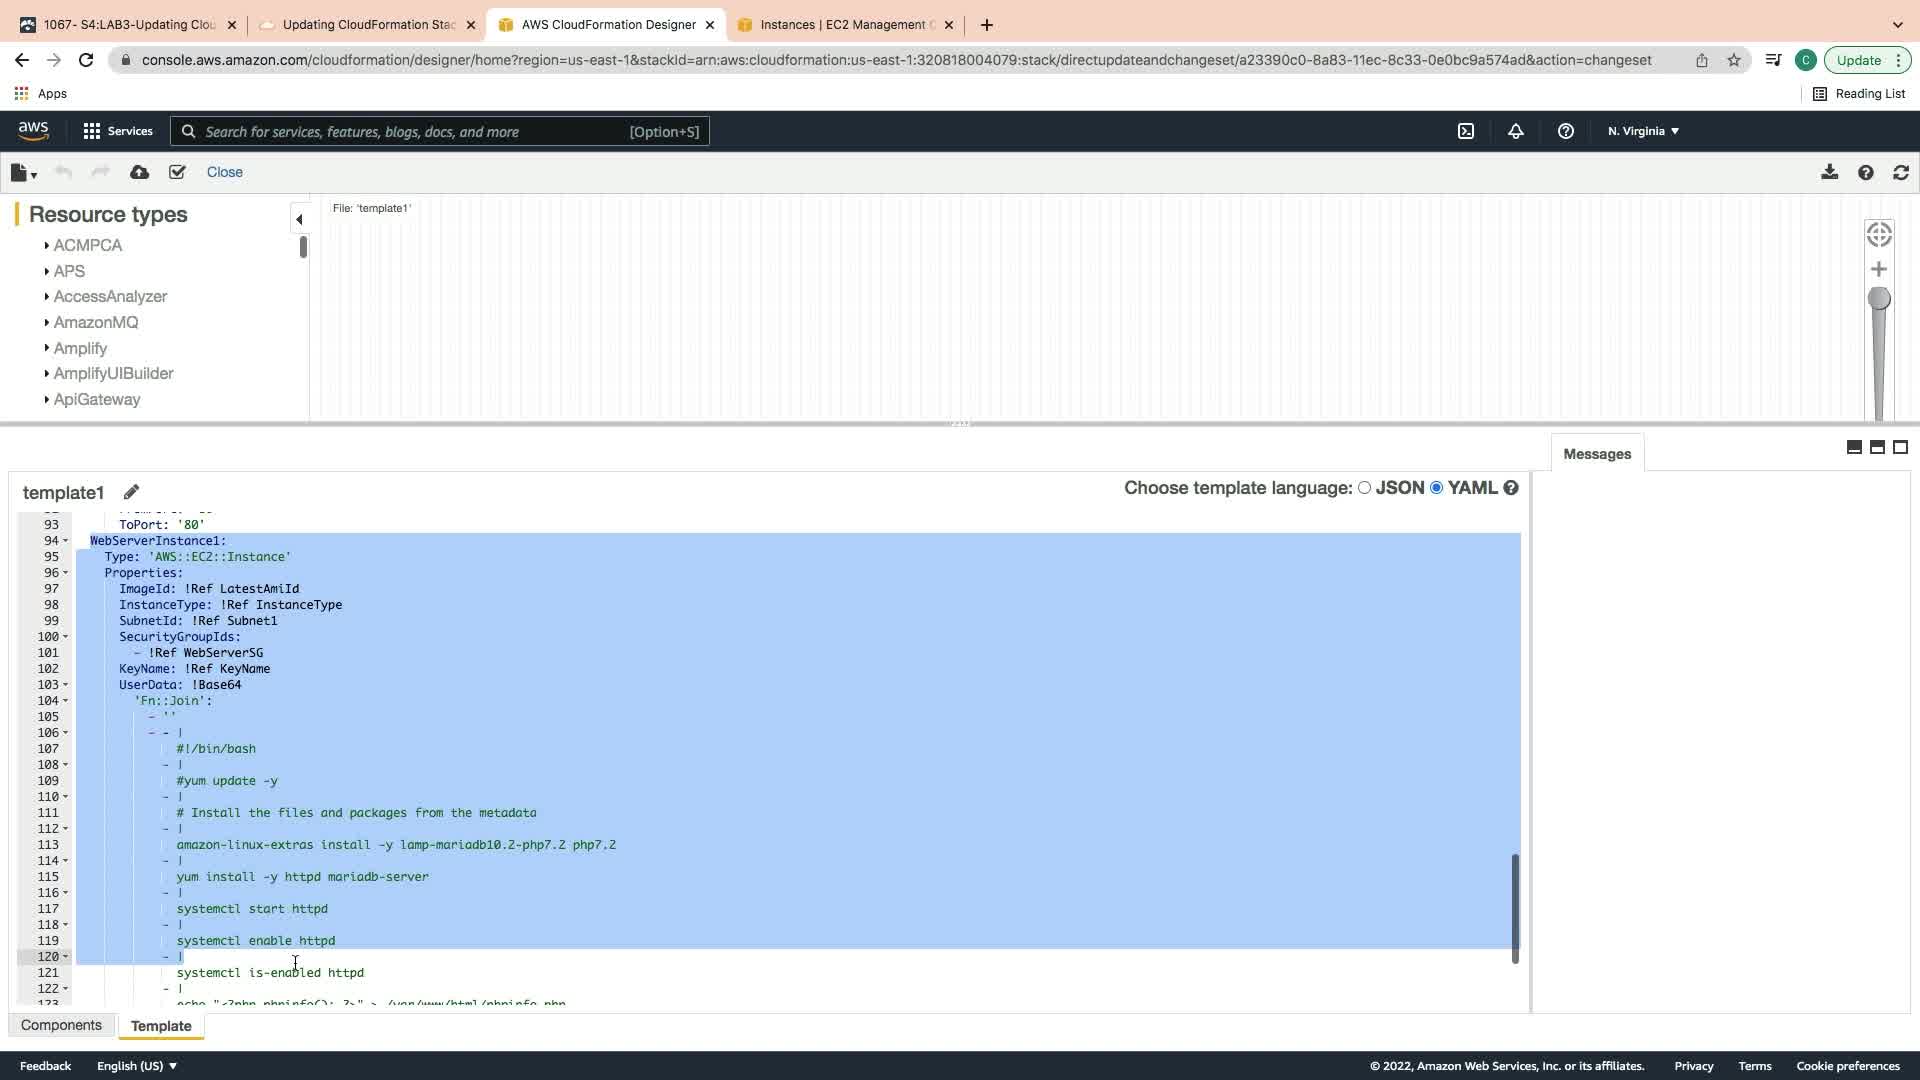 1067- S4:LAB3-Updating Clou
Updating CloudFormation Stac
AWS CloudFormation Designer
Instances | EC2 Management C
console.aws.amazon.com/cloudformation/designer/home?region=us-east-1&stackId=arn:aws:cloudformation:us-east-1:320818004079:stack/directupdateandchangeset/a23390c0-8a83-11ec-8c33-0e0bc9a574ad&action=changeset
C
Update
Apps
Reading List
aws
Services
Search for services, features, blogs, docs, and more
[Option+S]
N. Virginia
Close
Resource types
ACMPCA
APS
AccessAnalyzer
AmazonMQ
Amplify
AmplifyUIBuilder
ApiGateway
File: 'template1'
Messages
template1
Choose template language: JSON YAML
93 ToPort: '80'
94 WebServerInstance1:
95 Type: 'AWS::EC2::Instance'
96 Properties:
97 ImageId: !Ref LatestAmiId
98 InstanceType: !Ref InstanceType
99 SubnetId: !Ref Subnet1
100 SecurityGroupIds:
101 - !Ref WebServerSG
102 KeyName: !Ref KeyName
103 UserData: !Base64
104 'Fn::Join':
105 - ''
106 - - |
107 #!/bin/bash
108 - |
109 #yum update -y
110 - |
111 # Install the files and packages from the metadata
112 - |
113 amazon-linux-extras install -y lamp-mariadb10.2-php7.2 php7.2
114 - |
115 yum install -y httpd mariadb-server
116 - |
117 systemctl start httpd
118 - |
119 systemctl enable httpd
120 - |
121 systemctl is-enabled httpd
122 - |
123 echo "<?php phpinfo(); ?>" > /var/www/html/phpinfo.php
Components
Template
Feedback
English (US)
© 2022, Amazon Web Services, Inc. or its affiliates.
Privacy
Terms
Cookie preferences